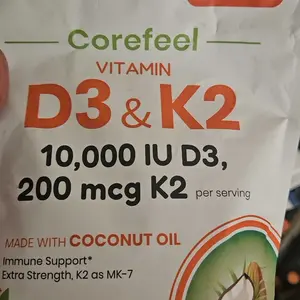 Corefeel
VITAMIN
D3 & K2
10,000 IU D3,
200 mcg K2 per serving
MADE WITH COCONUT OIL
Immune Support*
Extra Strength, K2 as MK-7